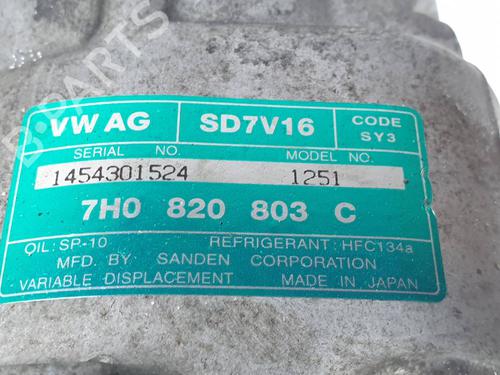 B-PARTS
VW AG SD7V16 CODE SY3
SERIAL NO. MODEL NO.
1454301524 1251
7H0 820 803 C
OIL: SP-10 REFRIGERANT: HFC134a
MFD. BY SANDEN CORPORATION
VARIABLE DISPLACEMENT MADE IN JAPAN